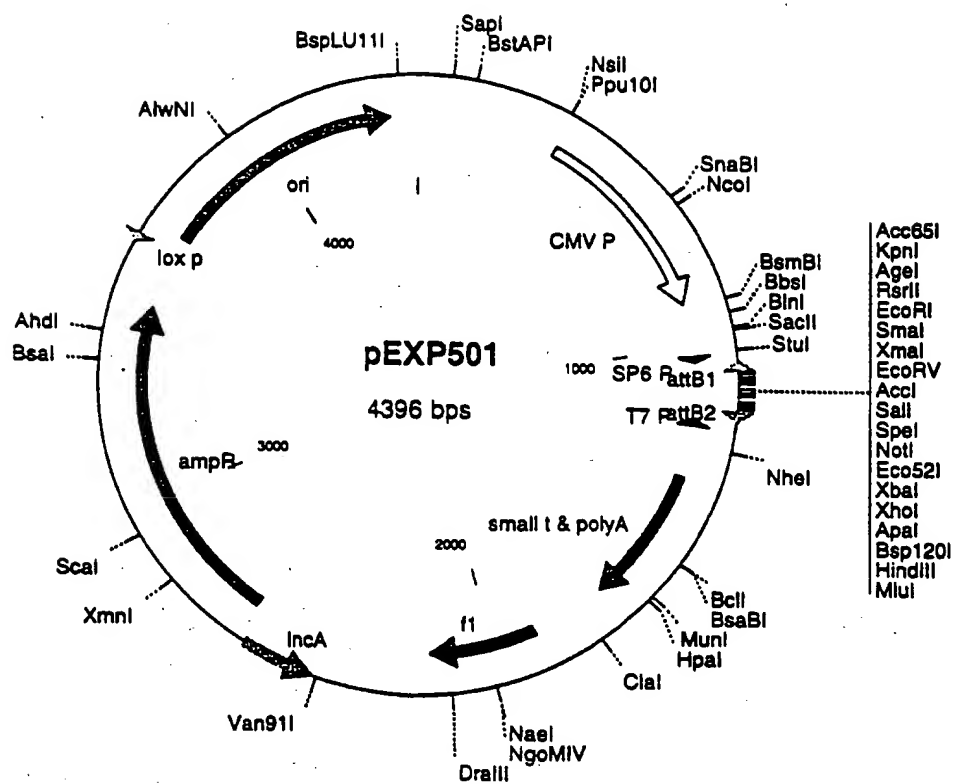 SapI
BspLU11I
BstAPI
NsiI
Ppu10I
AlwNI
SnaBI
NcoI
ori
4000
CMV P
lox p
BsmBI
BbsI
BlnI
SacII
StuI
AhdI
BsaI
pEXP501
4396 bps
1000
SP6 P
attB1
T7 P
attB2
Acc65I
KpnI
AgeI
RsrII
EcoRI
SmaI
XmaI
EcoRV
AccI
SalI
SpeI
NotI
Eco52I
XbaI
XhoI
ApaI
Bsp120I
HindIII
MluI
NheI
ampR
3000
small t & polyA
2000
ScaI
XmnI
BclI
BsaBI
MunI
HpaI
ClaI
f1
lncA
Van91I
NaeI
NgoMIV
DraIII